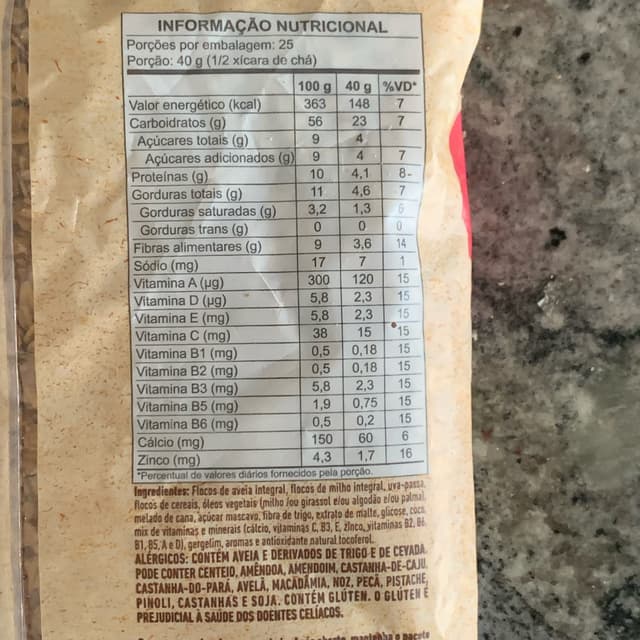 INFORMAÇÃO NUTRICIONAL
Porções por embalagem: 25
Porção: 40 g (1/2 xícara de chá)
100 g 40 g %VD*
Valor energético (kcal) 363 148 7
Carboidratos (g) 56 23 7
Açúcares totais (g) 9 4
Açúcares adicionados (g) 9 4 7
Proteínas (g) 10 4,1 8-
Gorduras totais (g) 11 4,6 7
Gorduras saturadas (g) 3,2 1,3 6
Gorduras trans (g) 0 0 0
Fibras alimentares (g) 9 3,6 14
Sódio (mg) 17 7 1
Vitamina A (µg) 300 120 15
Vitamina D (µg) 5,8 2,3 15
Vitamina E (mg) 5,8 2,3 15
Vitamina C (mg) 38 15 15
Vitamina B1 (mg) 0,5 0,18 15
Vitamina B2 (mg) 0,5 0,18 15
Vitamina B3 (mg) 5,8 2,3 15
Vitamina B5 (mg) 1,9 0,75 15
Vitamina B6 (mg) 0,5 0,2 15
Cálcio (mg) 150 60 6
Zinco (mg) 4,3 1,7 16
*Percentual de valores diários fornecidos pela porção.
Ingredientes: Flocos de aveia integral, flocos de milho integral, uva-passa,
flocos de cereais, óleos vegetais (milho /ou girassol e/ou algodão e/ou palma),
melado de cana, açúcar mascavo, fibra de trigo, extrato de malte, glicose, coco,
mix de vitaminas e minerais (cálcio, vitaminas C, B3, E, zinco, vitaminas B2, B6,
B1, B5, A e D), gergelim, aromas e antioxidante natural tocoferol.
ALÉRGICOS: CONTÉM AVEIA E DERIVADOS DE TRIGO E DE CEVADA.
PODE CONTER CENTEIO, AMÊNDOA, AMENDOIM, CASTANHA-DE-CAJU,
CASTANHA-DO-PARÁ, AVELÃ, MACADÂMIA, NOZ, PECÃ, PISTACHE,
PINOLI, CASTANHAS E SOJA. CONTÉM GLÚTEN. O GLÚTEN É
PREJUDICIAL À SAÚDE DOS DOENTES CELÍACOS.
mantenha o pacote